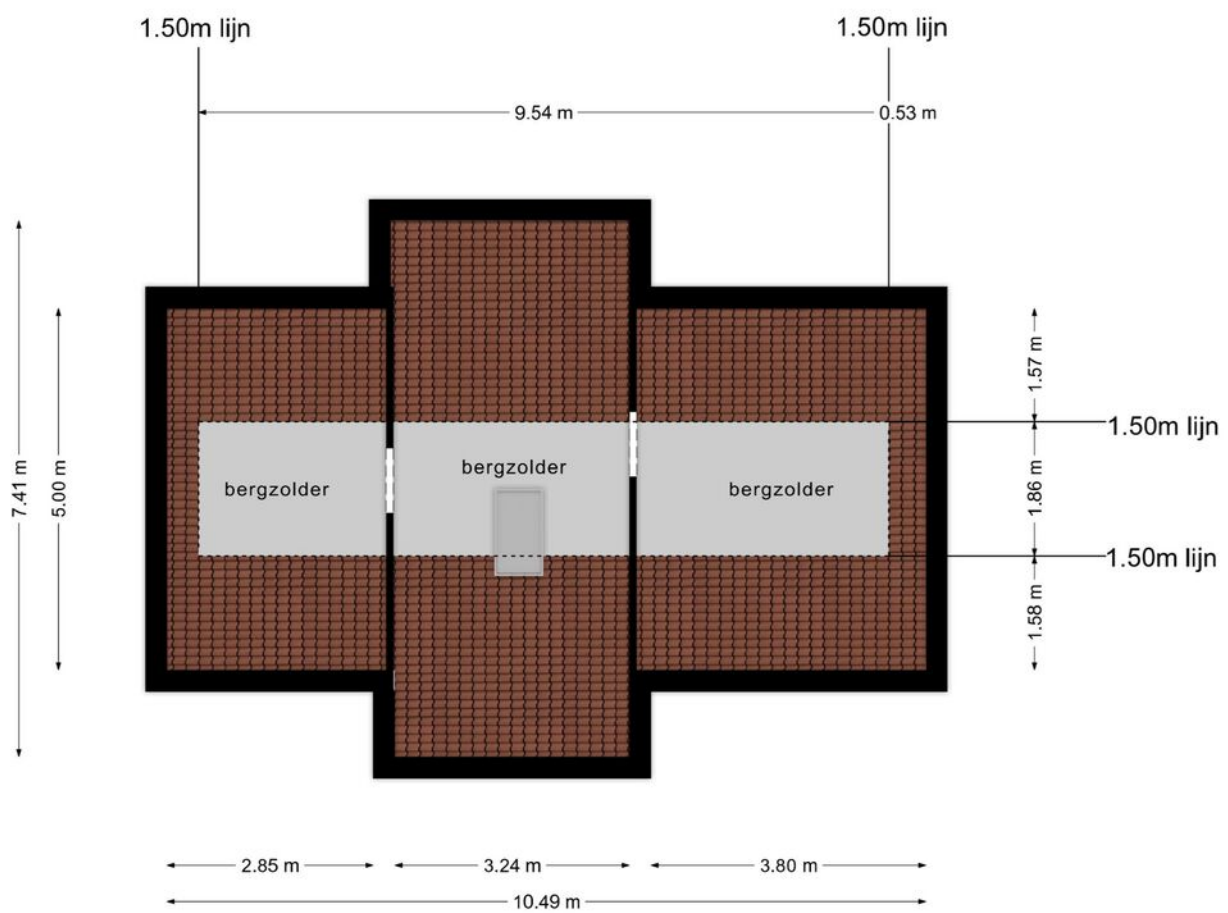 1.50m lijn
1.50m lijn
9.54 m
0.53 m
7.41 m
5.00 m
1.57 m
1.50m lijn
bergzolder
bergzolder
bergzolder
1.86 m
1.50m lijn
1.58 m
2.85 m
3.24 m
3.80 m
10.49 m